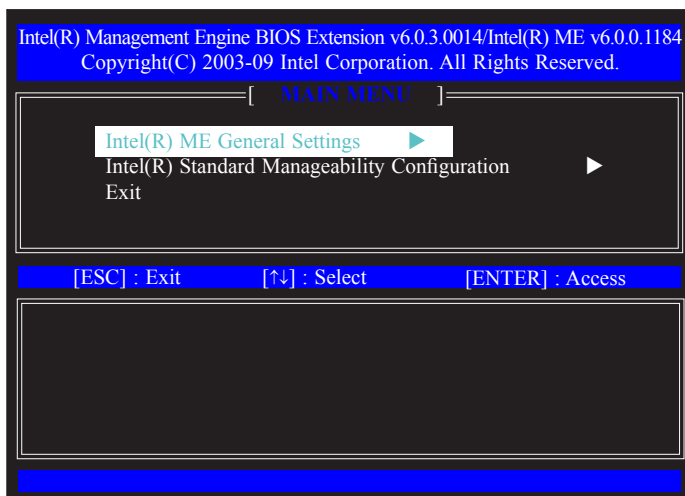 Intel(R) Management Engine BIOS Extension v6.0.3.0014/Intel(R) ME v6.0.0.1184
Copyright(C) 2003-09 Intel Corporation. All Rights Reserved.
[ MAIN MENU ]
Intel(R) ME General Settings ▶
Intel(R) Standard Manageability Configuration ▶
Exit
[ESC] : Exit [↑↓] : Select [ENTER] : Access